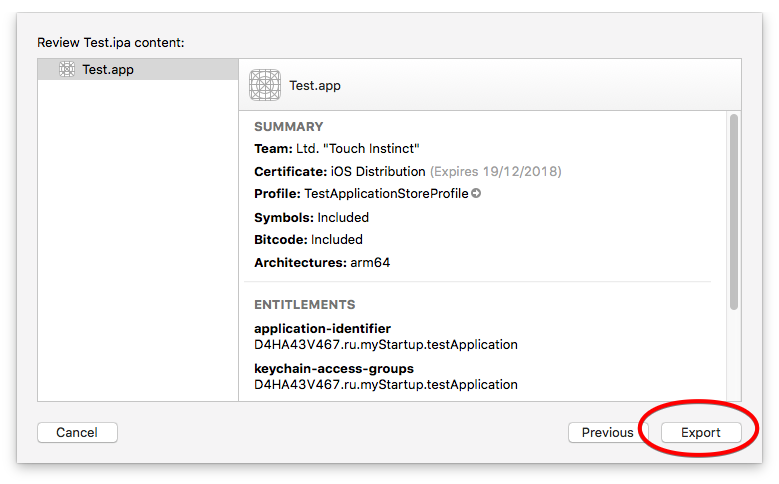 Review Test.ipa content:
Test.app
Test.app
SUMMARY
Team: Ltd. "Touch Instinct"
Certificate: iOS Distribution (Expires 19/12/2018)
Profile: TestApplicationStoreProfile
Symbols: Included
Bitcode: Included
Architectures: arm64
ENTITLEMENTS
application-identifier
D4HA43V467.ru.myStartup.testApplication
keychain-access-groups
D4HA43V467.ru.myStartup.testApplication
Cancel
Previous
Export